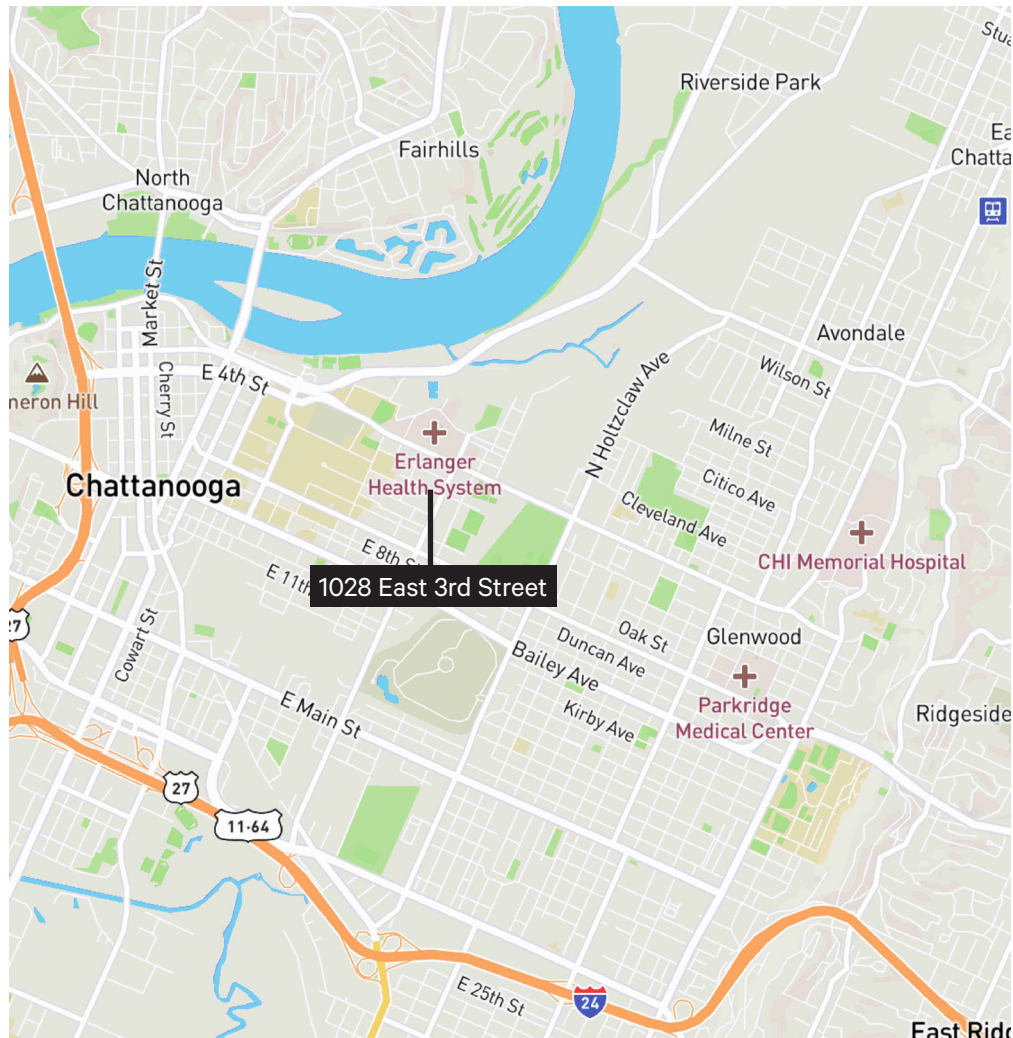 Stua
Riverside Park
Fairhills
Ea
Chatta
North
Chattanooga
Market St
Avondale
E 4th St
Cherry St
Wilson St
meron Hill
N Holtzclaw Ave
Milne St
Erlanger
Health System
Chattanooga
Citico Ave
Cleveland Ave
E 8th St
CHI Memorial Hospital
E 11th
1028 East 3rd Street
27
Cowart St
Oak St
Duncan Ave
Glenwood
Bailey Ave
Parkridge
Medical Center
E Main St
Kirby Ave
Ridgeside
27
11·64
E 25th St
24
East Ridg